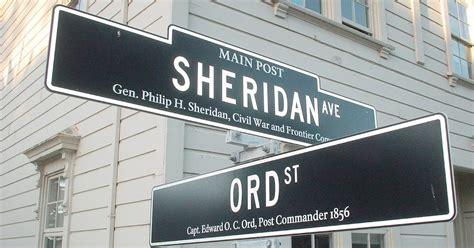 MAIN POST
SHERIDAN AVE
Gen. Philip H. Sheridan, Civil War and Frontier
ORD ST
Capt. Edward O. C. Ord, Post Commander 1856